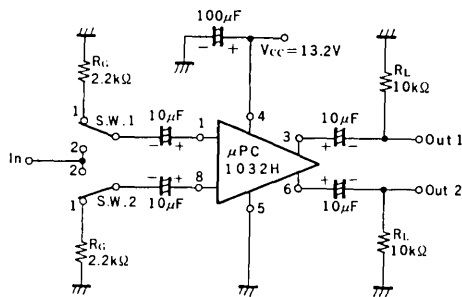 100μF
− +
Vcc=13.2V
RG
2.2kΩ
RL
10kΩ
1
S.W.1
10μF
− +
1
4
3
10μF
− +
Out 1
2
In
2
μPC
1032H
1
S.W.2
− +
10μF
8
5
6
− +
10μF
Out 2
RG
2.2kΩ
RL
10kΩ